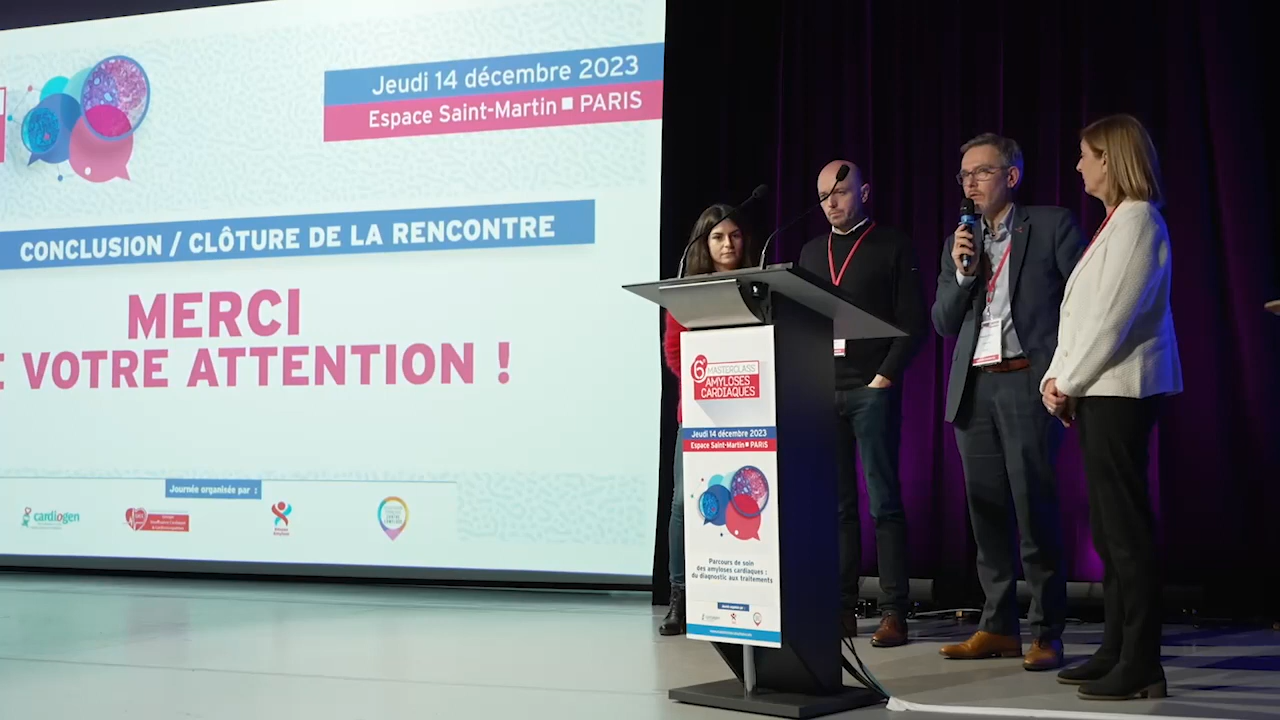 Jeudi 14 décembre 2023
Espace Saint-Martin ■ PARIS
CONCLUSION / CLÔTURE DE LA RENCONTRE
MERCI
E VOTRE ATTENTION !
Journée organisée par :
cardiogen
6e MASTERCLASS
AMYLOSES
CARDIAQUES
Jeudi 14 décembre 2023
Espace Saint-Martin ■ PARIS
Parcours de soin
des amyloses cardiaques :
du diagnostic aux traitements